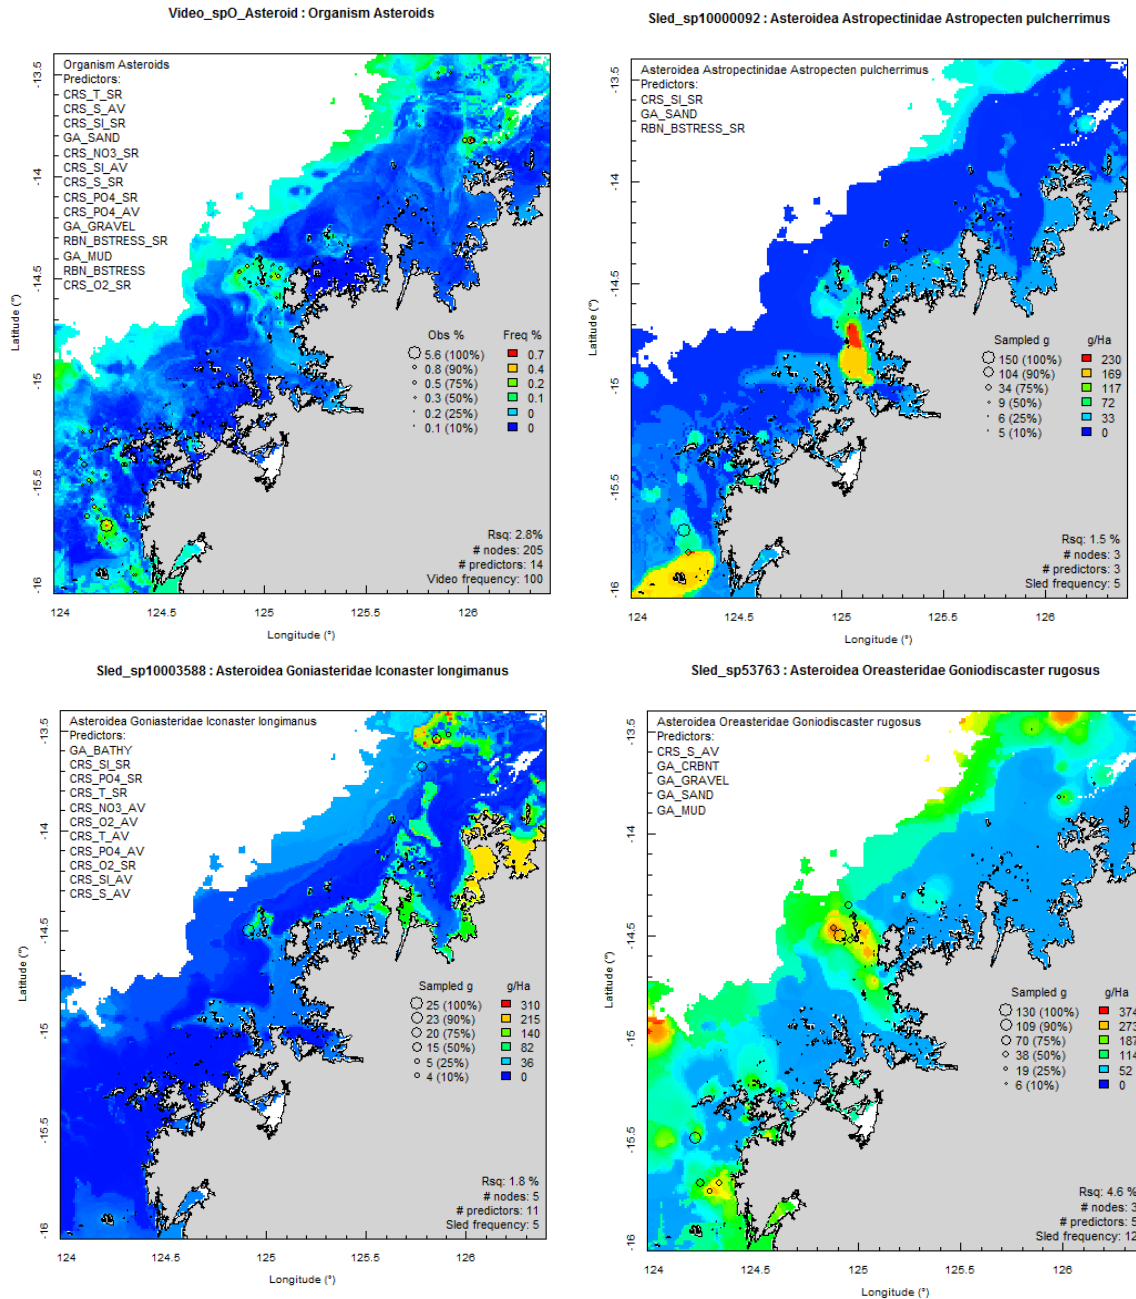 Video_spO_Asteroid : Organism Asteroids
Organism Asteroids
Predictors:
CRS_T_SR
CRS_S_AV
CRS_SI_SR
GA_SAND
CRS_NO3_SR
CRS_SI_AV
CRS_S_SR
CRS_PO4_SR
CRS_PO4_AV
GA_GRAVEL
RBN_BSTRESS_SR
GA_MUD
RBN_BSTRESS
CRS_O2_SR
Obs % Freq %
5.6 (100%) 0.7
0.8 (90%) 0.4
0.5 (75%) 0.2
0.3 (50%) 0.1
0.2 (25%) 0
0.1 (10%) 0
Rsq: 2.8%
# nodes: 205
# predictors: 14
Video frequency: 100
Latitude (°)
-13.5
-14
-14.5
-15
-15.5
-16
124 124.5 125 125.5 126
Longitude (°)
Sled_sp10000092 : Asteroidea Astropectinidae Astropecten pulcherrimus
Asteroidea Astropectinidae Astropecten pulcherrimus
Predictors:
CRS_SI_SR
GA_SAND
RBN_BSTRESS_SR
Sampled g g/Ha
150 (100%) 230
104 (90%) 169
34 (75%) 117
9 (50%) 72
6 (25%) 33
5 (10%) 0
Rsq: 1.5 %
# nodes: 3
# predictors: 3
Sled frequency: 5
Latitude (°)
-13.5
-14
-14.5
-15
-15.5
-16
124 124.5 125 125.5 126
Longitude (°)
Sled_sp10003588 : Asteroidea Goniasteridae Iconaster longimanus
Asteroidea Goniasteridae Iconaster longimanus
Predictors:
GA_BATHY
CRS_SI_SR
CRS_PO4_SR
CRS_T_SR
CRS_NO3_AV
CRS_O2_AV
CRS_T_AV
CRS_PO4_AV
CRS_O2_SR
CRS_SI_AV
CRS_S_AV
Sampled g g/Ha
25 (100%) 310
23 (90%) 215
20 (75%) 140
15 (50%) 82
5 (25%) 36
4 (10%) 0
Rsq: 1.8 %
# nodes: 5
# predictors: 11
Sled frequency: 5
Latitude (°)
-13.5
-14
-14.5
-15
-15.5
-16
124 124.5 125 125.5 126
Longitude (°)
Sled_sp53763 : Asteroidea Oreasteridae Goniodiscaster rugosus
Asteroidea Oreasteridae Goniodiscaster rugosus
Predictors:
CRS_S_AV
GA_CRBNT
GA_GRAVEL
GA_SAND
GA_MUD
Sampled g g/Ha
130 (100%) 374
109 (90%) 273
70 (75%) 187
38 (50%) 114
19 (25%) 52
6 (10%) 0
Rsq: 4.6 %
# nodes: 3
# predictors: 5
Sled frequency: 12
Latitude (°)
-13.5
-14
-14.5
-15
-15.5
-16
124 124.5 125 125.5 126
Longitude (°)